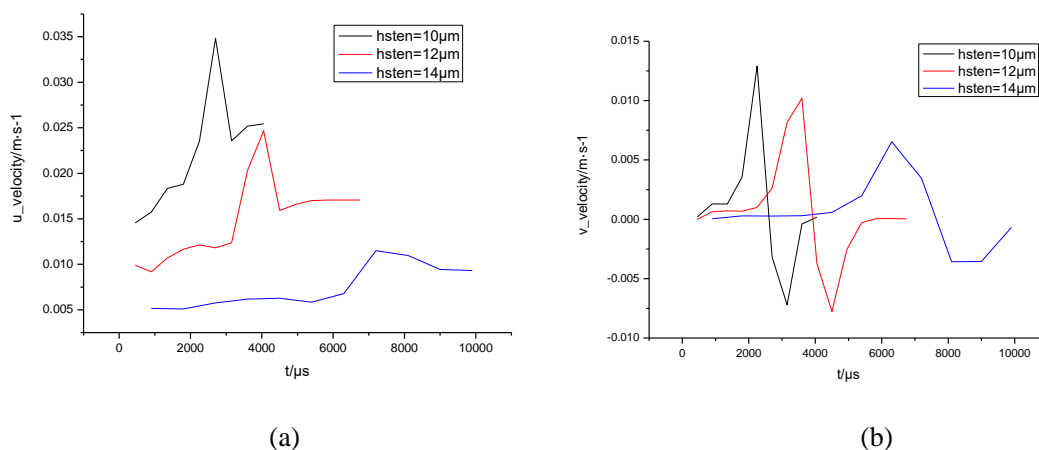 u_velocity/m·s-1
0.035
0.030
0.025
0.020
0.015
0.010
0.005
0
2000
4000
6000
8000
10000
t/µs
hsten=10µm
hsten=12µm
hsten=14µm
(a)
v_velocity/m·s-1
0.015
0.010
0.005
0.000
-0.005
-0.010
0
2000
4000
6000
8000
10000
t/µs
hsten=10µm
hsten=12µm
hsten=14µm
(b)